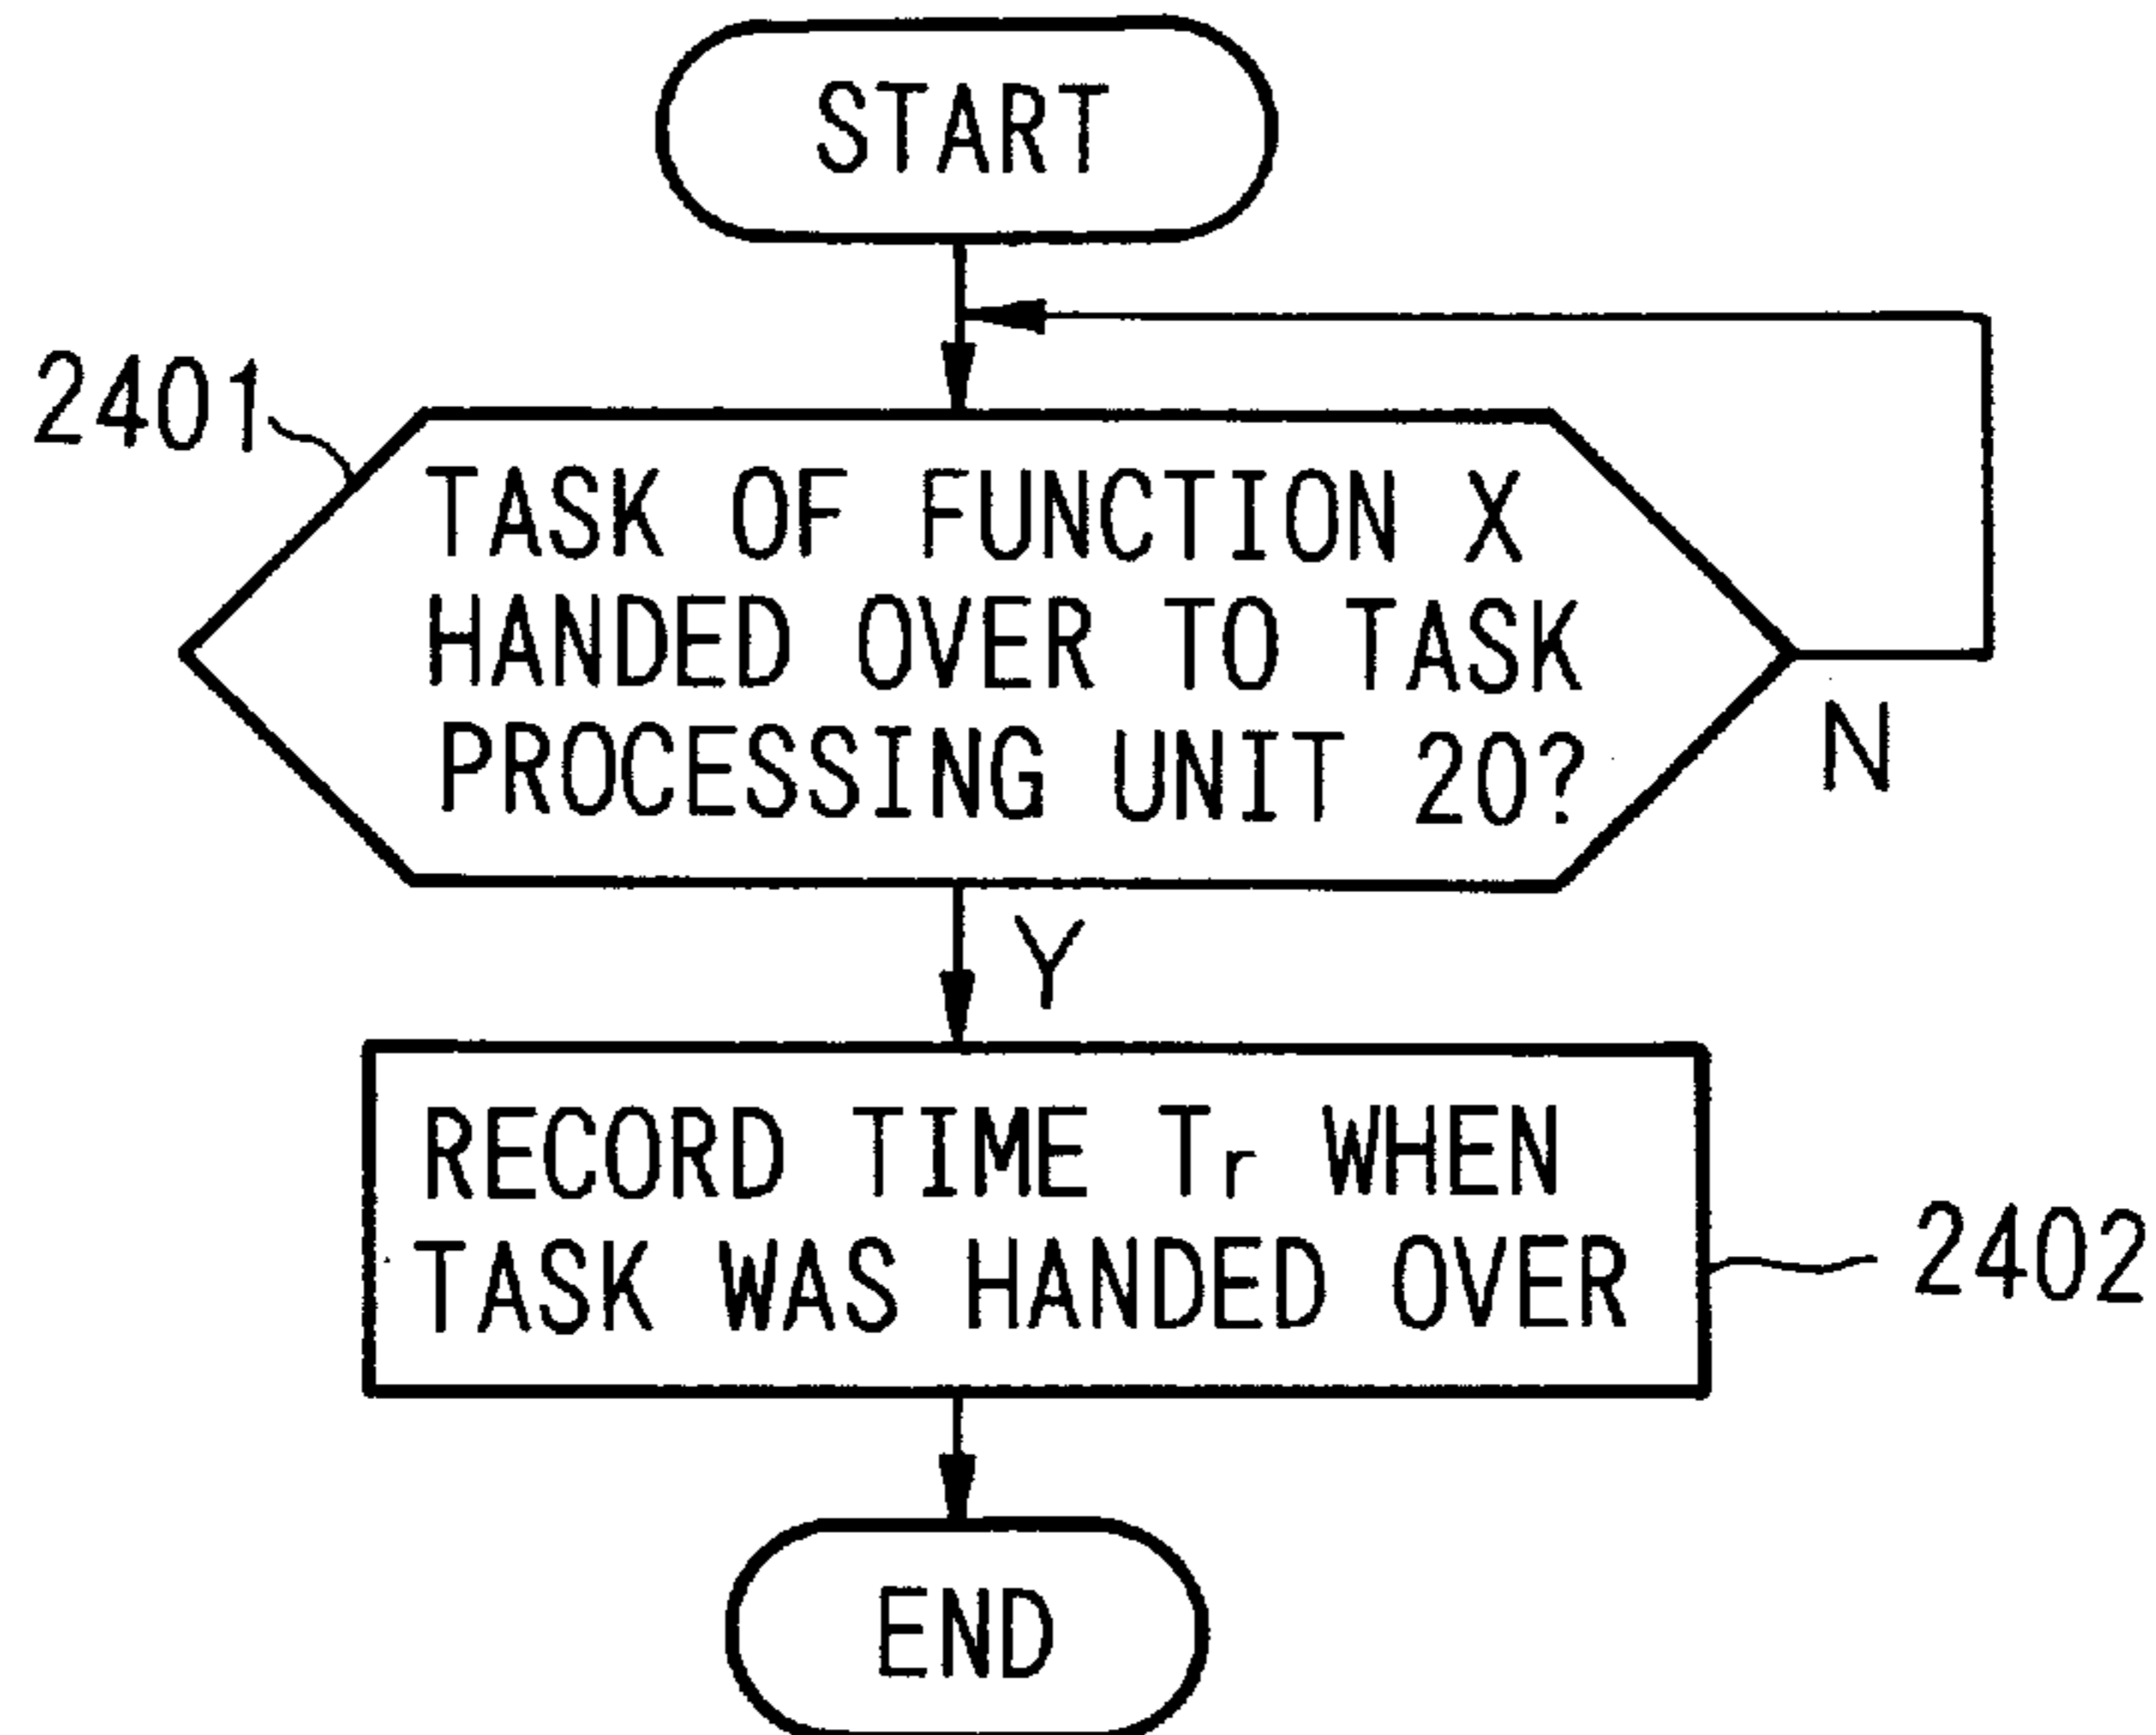 START
2401
TASK OF FUNCTION X
HANDED OVER TO TASK
PROCESSING UNIT 20?
N
Y
RECORD TIME Tr WHEN
TASK WAS HANDED OVER
2402
END